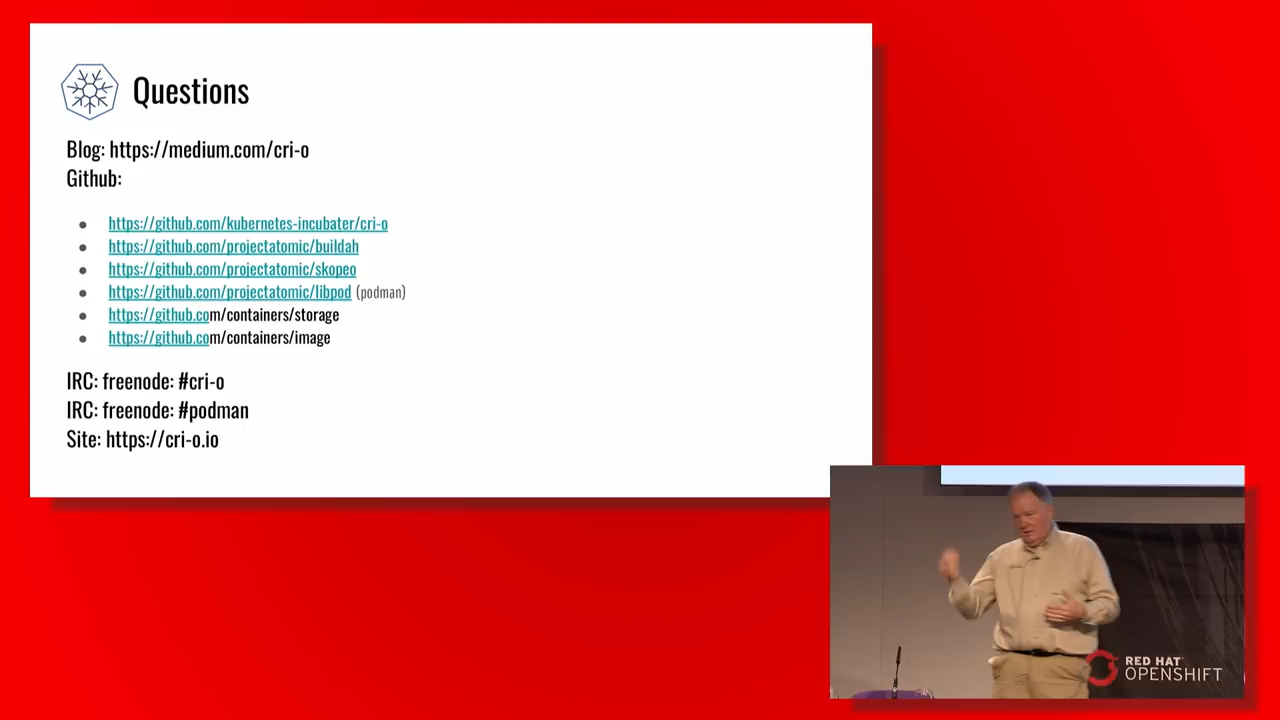 Questions
Blog: https://medium.com/cri-o
Github:
● https://github.com/kubernetes-incubater/cri-o
● https://github.com/projectatomic/buildah
● https://github.com/projectatomic/skopeo
● https://github.com/projectatomic/libpod (podman)
● https://github.com/containers/storage
● https://github.com/containers/image
IRC: freenode: #cri-o
IRC: freenode: #podman
Site: https://cri-o.io
RED HAT
OPENSHIFT